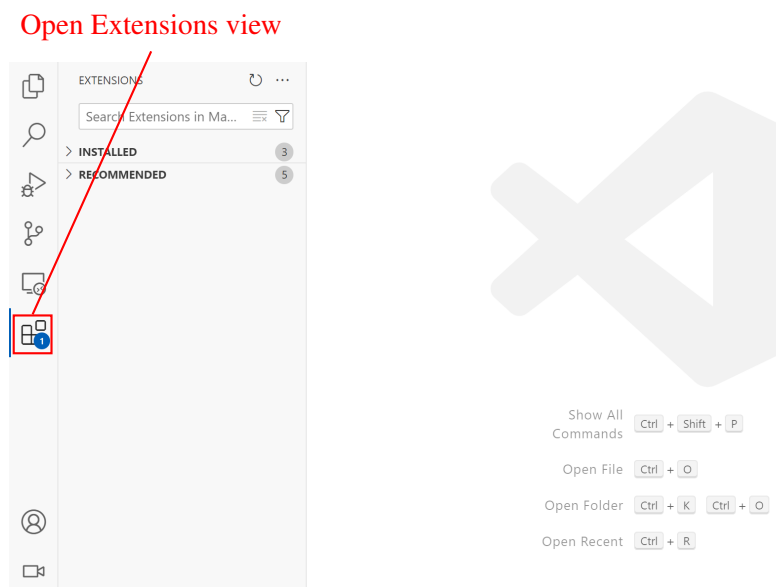 Open Extensions view
EXTENSIONS
Search Extensions in Ma...
INSTALLED 3
RECOMMENDED 5
1
Show All Commands Ctrl + Shift + P
Open File Ctrl + O
Open Folder Ctrl + K Ctrl + O
Open Recent Ctrl + R